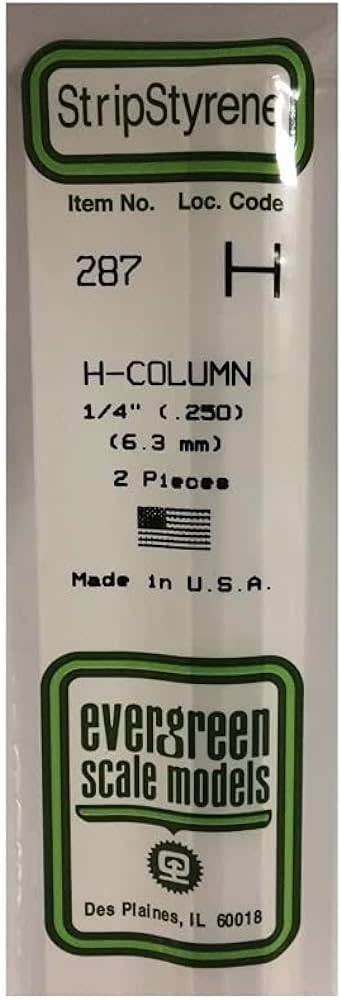 StripStyrene
Item No. Loc. Code
287 H
H-COLUMN
1/4" (.250)
(6.3 mm)
2 Pieces
Made in U.S.A.
evergreen
scale models
Des Plaines, IL 60018